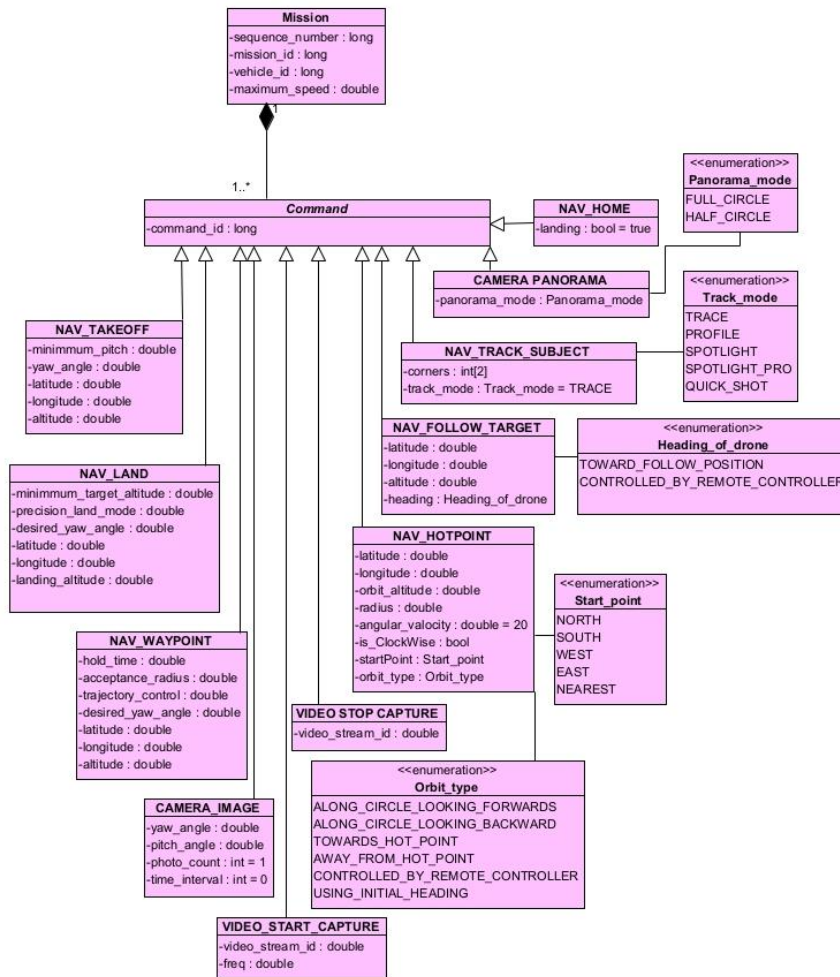 Mission
-sequence_number : long
-mission_id : long
-vehicle_id : long
-maximum_speed : double
1
1..*
Command
-command_id : long
NAV_HOME
-landing : bool = true
<<enumeration>>
Panorama_mode
FULL_CIRCLE
HALF_CIRCLE
CAMERA PANORAMA
-panorama_mode : Panorama_mode
<<enumeration>>
Track_mode
TRACE
PROFILE
SPOTLIGHT
SPOTLIGHT_PRO
QUICK_SHOT
NAV_TAKEOFF
-minimmum_pitch : double
-yaw_angle : double
-latitude : double
-longitude : double
-altitude : double
NAV_TRACK_SUBJECT
-corners : int[2]
-track_mode : Track_mode = TRACE
NAV_FOLLOW_TARGET
-latitude : double
-longitude : double
-altitude : double
-heading : Heading_of_drone
<<enumeration>>
Heading_of_drone
TOWARD_FOLLOW_POSITION
CONTROLLED_BY_REMOTE_CONTROLLER
NAV_LAND
-minimmum_target_altitude : double
-precision_land_mode : double
-desired_yaw_angle : double
-latitude : double
-longitude : double
-landing_altitude : double
NAV_HOTPOINT
-latitude : double
-longitude : double
-orbit_altitude : double
-radius : double
-angular_valocity : double = 20
-is_ClockWise : bool
-startPoint : Start_point
-orbit_type : Orbit_type
<<enumeration>>
Start_point
NORTH
SOUTH
WEST
EAST
NEAREST
NAV_WAYPOINT
-hold_time : double
-acceptance_radius : double
-trajectory_control : double
-desired_yaw_angle : double
-latitude : double
-longitude : double
-altitude : double
VIDEO STOP CAPTURE
-video_stream_id : double
<<enumeration>>
Orbit_type
ALONG_CIRCLE_LOOKING_FORWARDS
ALONG_CIRCLE_LOOKING_BACKWARD
TOWARDS_HOT_POINT
AWAY_FROM_HOT_POINT
CONTROLLED_BY_REMOTE_CONTROLLER
USING_INITIAL_HEADING
CAMERA_IMAGE
-yaw_angle : double
-pitch_angle : double
-photo_count : int = 1
-time_interval : int = 0
VIDEO_START_CAPTURE
-video_stream_id : double
-freq : double